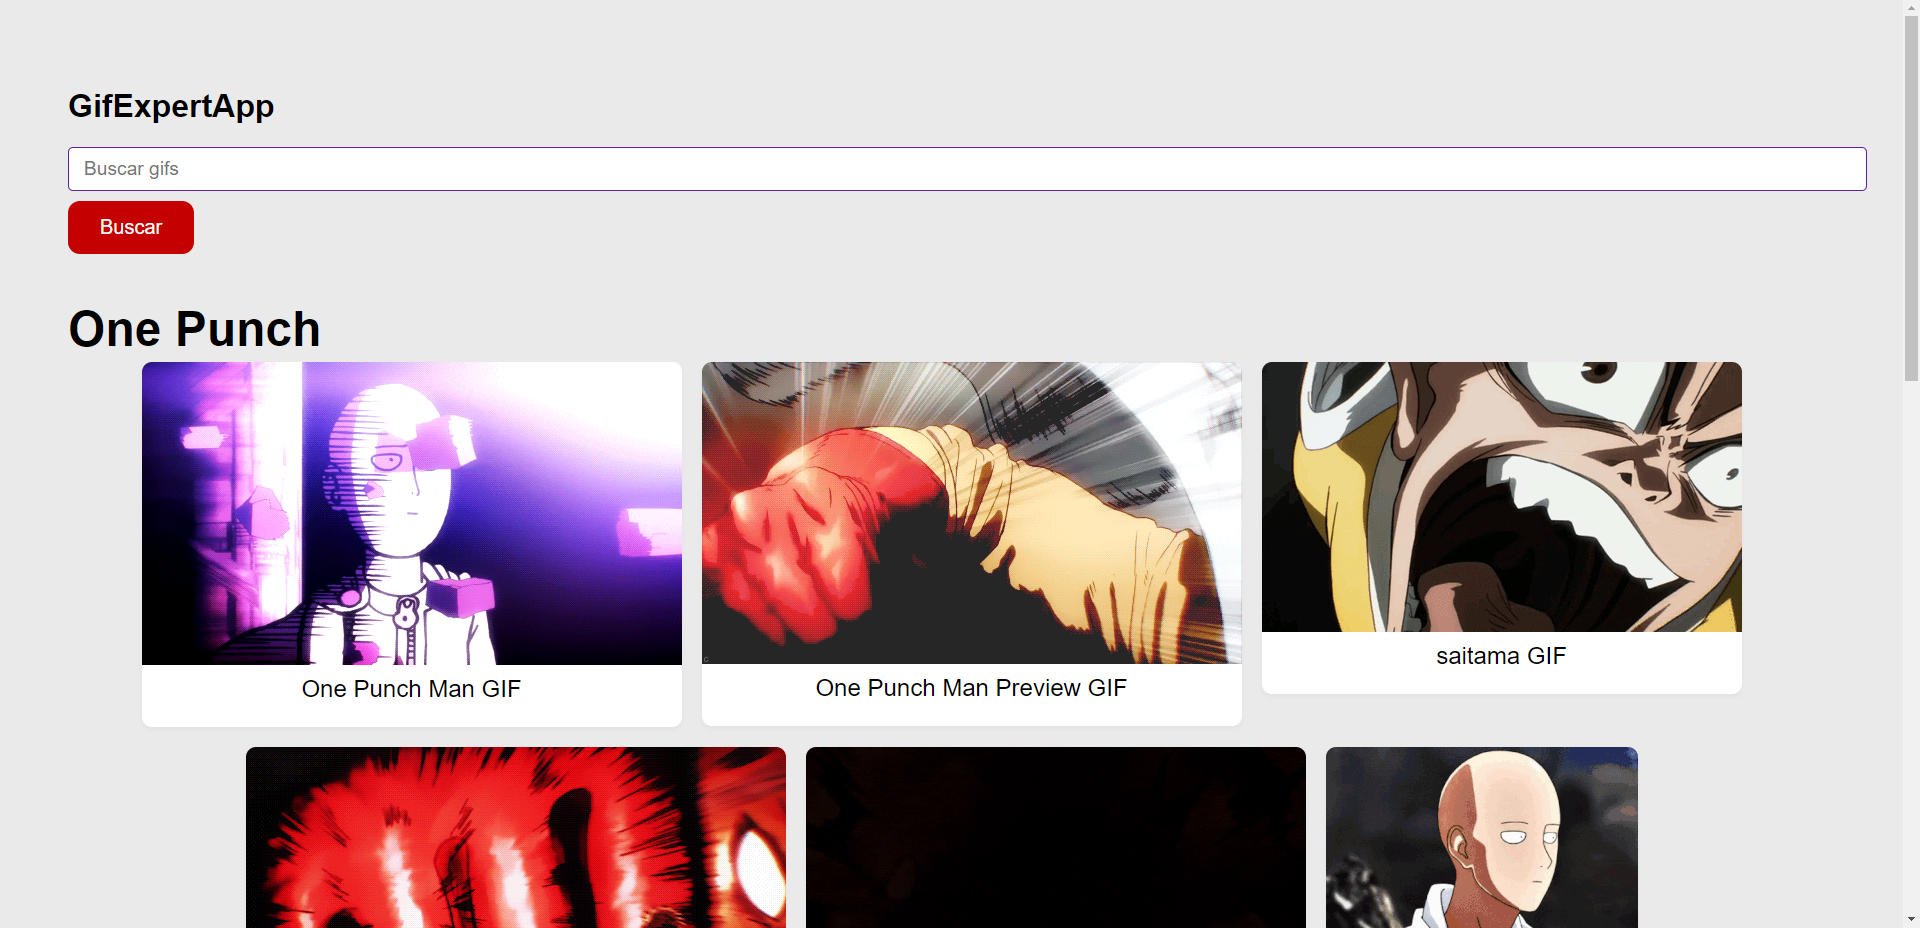 GifExpertApp
Buscar gifs
Buscar
One Punch
One Punch Man GIF
One Punch Man Preview GIF
saitama GIF